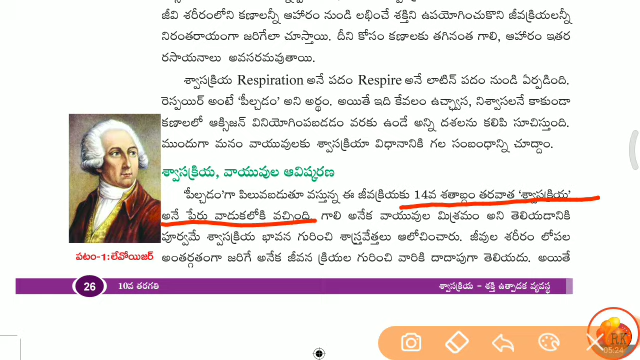 జీవి శరీరంలోని కణాలన్నీ ఆహారం నుండి లభించే శక్తిని ఉపయోగించుకొని జీవక్రియలన్నీ
నిరంతరాయంగా జరిగేలా చూస్తాయి. దీని కోసం కణాలకు తగినంత గాలి, ఆహారం ఇతర
రసాయనాలు అవసరమవుతాయి.
శ్వాసక్రియ Respiration అనే పదం Respire అనే లాటిన్ పదం నుండి ఏర్పడింది.
రెస్పయిర్ అంటే 'పీల్చడం' అని అర్థం. అయితే ఇది కేవలం ఉచ్ఛ్వాస, నిశ్వాసలనే కాకుండా
కణాలలో ఆక్సిజన్ వినియోగింపబడడం వరకు ఉండే అన్ని దశలను కలిపి సూచిస్తుంది.
ముందుగా మనం వాయువులకు శ్వాసక్రియా విధానానికి గల సంబంధాన్ని చూద్దాం.
శ్వాసక్రియ, వాయువుల ఆవిష్కరణ
'పీల్చడం'గా పిలువబడుతూ వస్తున్న ఈ జీవక్రియకు 14వ శతాబ్దం తరవాత 'శ్వాసక్రియ'
అనే పేరు వాడుకలోకి వచ్చింది. గాలి అనేక వాయువుల మిశ్రమం అని తెలియడానికి
పూర్వమే శ్వాసక్రియ భావన గురించి శాస్త్రవేత్తలు ఆలోచించారు. జీవుల శరీరం లోపల
అంతర్గతంగా జరిగే అనేక జీవన క్రియల గురించి వారికి దాదాపుగా తెలియదు. అయితే
పటం-1: లేవోయిజర్
26 10వ తరగతి శ్వాసక్రియ - శక్తి ఉత్పాదక వ్యవస్థ
RK
05:24